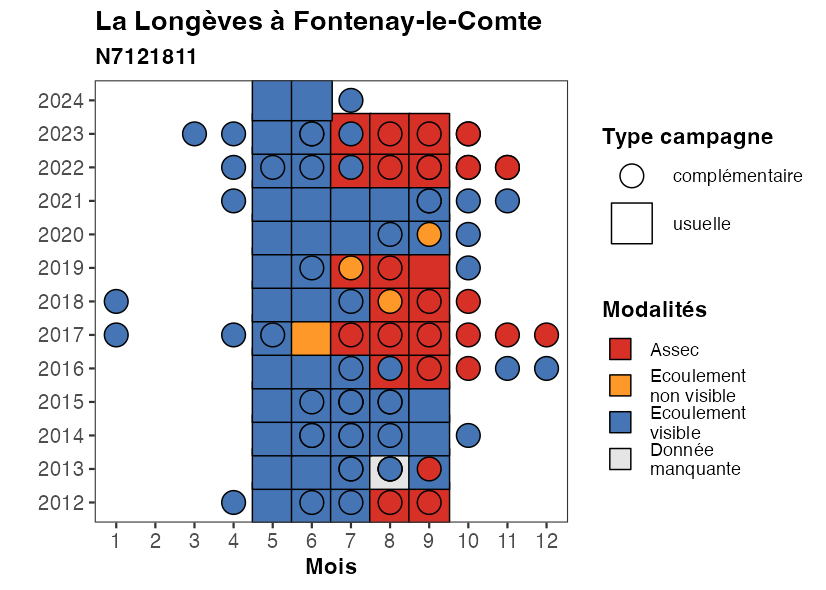 La Longèves à Fontenay-le-Comte
N7121811
2024
2023
2022
2021
2020
2019
2018
2017
2016
2015
2014
2013
2012
1 2 3 4 5 6 7 8 9 10 11 12
Mois
Type campagne
complémentaire
usuelle
Modalités
Assec
Ecoulement
non visible
Ecoulement
visible
Donnée
manquante